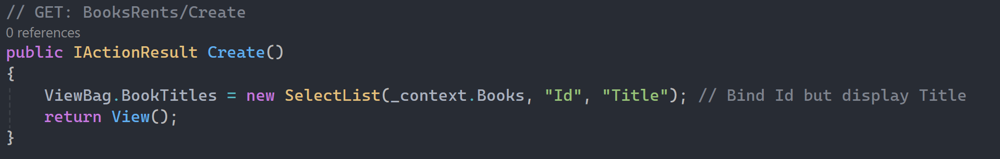 // GET: BooksRents/Create
0 references
public IActionResult Create()
{
    ViewBag.BookTitles = new SelectList(_context.Books, "Id", "Title"); // Bind Id but display Title
    return View();
}